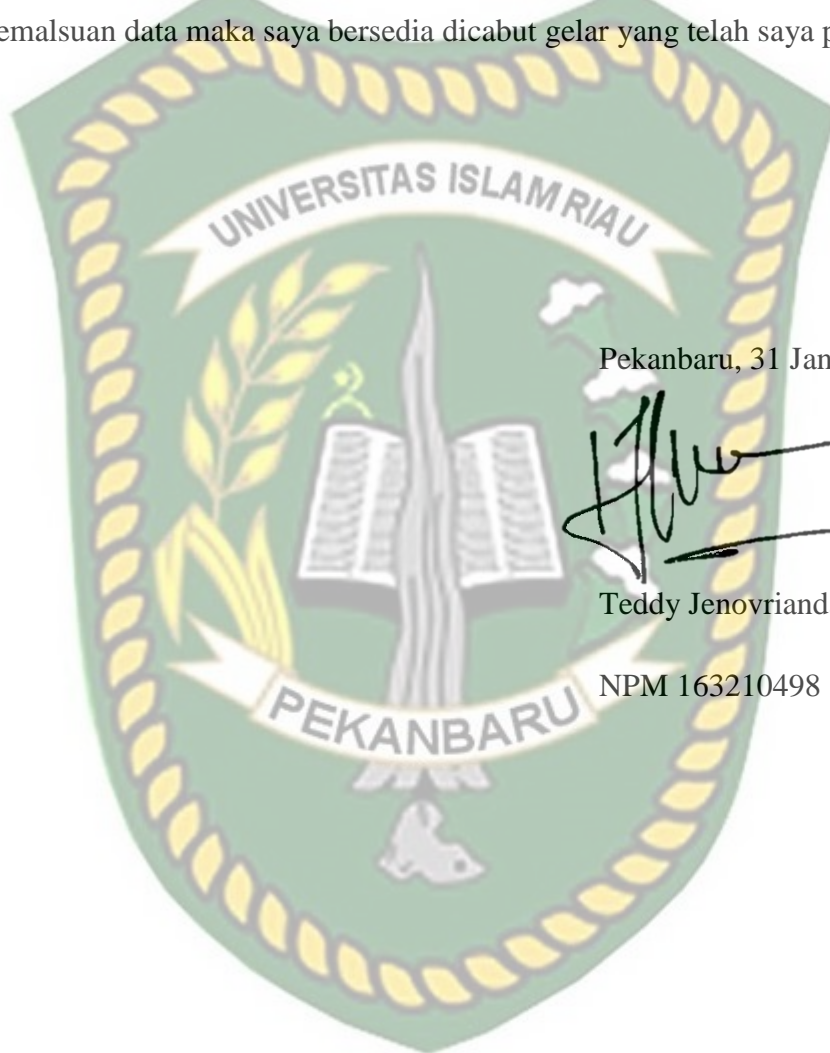 emalsuan data maka saya bersedia dicabut gelar yang telah saya p
UNIVERSITAS ISLAM RIAU
Pekanbaru, 31 Jan
Teddy Jenovriand
NPM 163210498
PEKANBARU